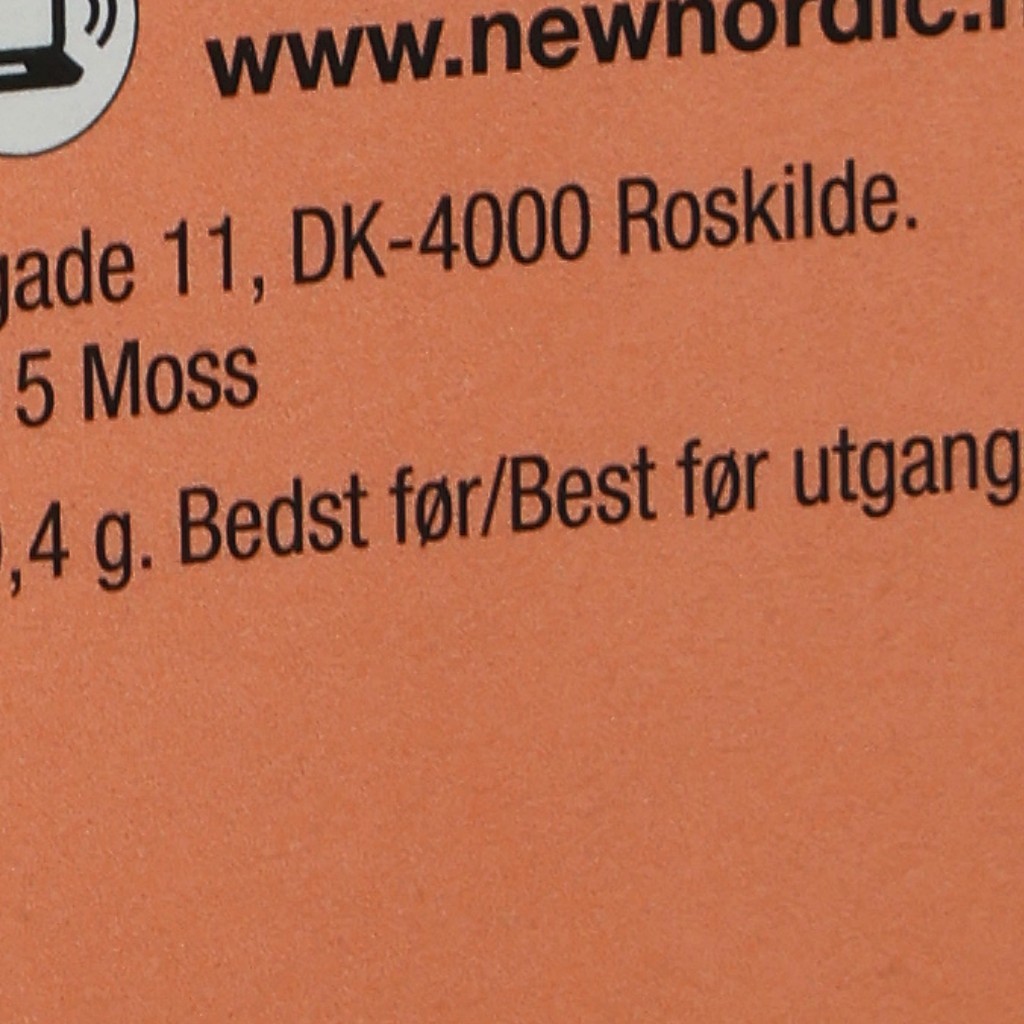 www.newnordic.
gade 11, DK-4000 Roskilde.
5 Moss
,4 g. Bedst før/Best før utgang